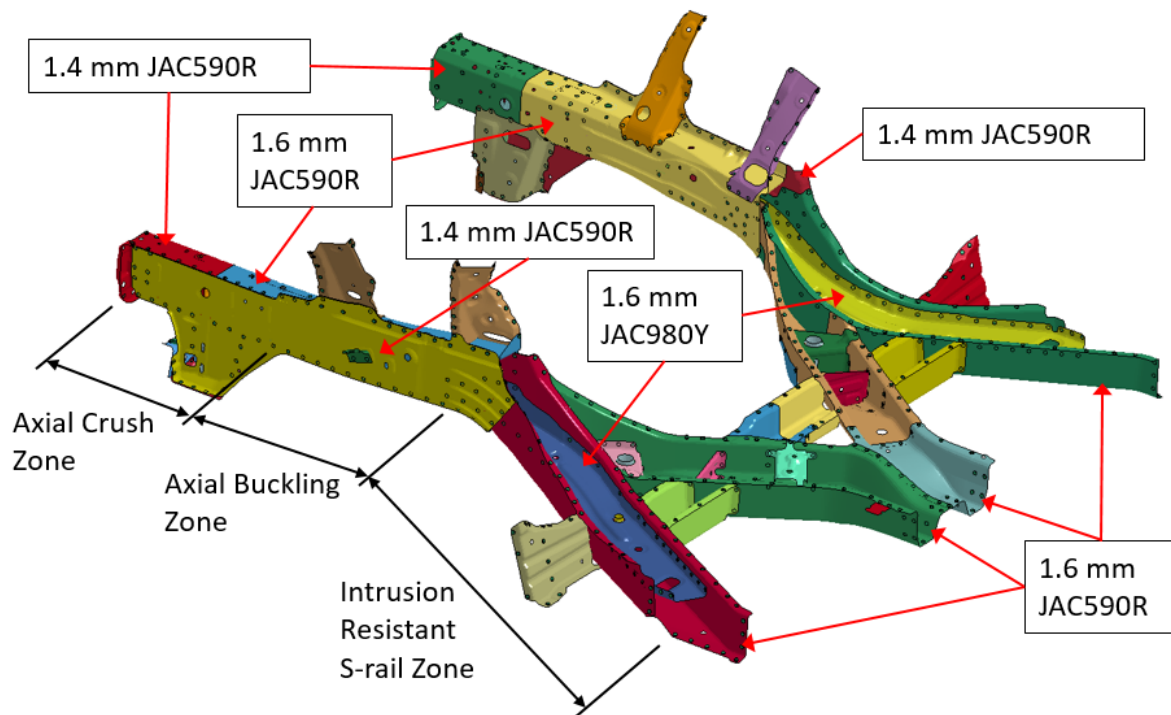 1.4 mm JAC590R
1.6 mm
JAC590R
1.4 mm JAC590R
1.4 mm JAC590R
1.6 mm
JAC980Y
Axial Crush
Zone
Axial Buckling
Zone
Intrusion
Resistant
S-rail Zone
1.6 mm
JAC590R